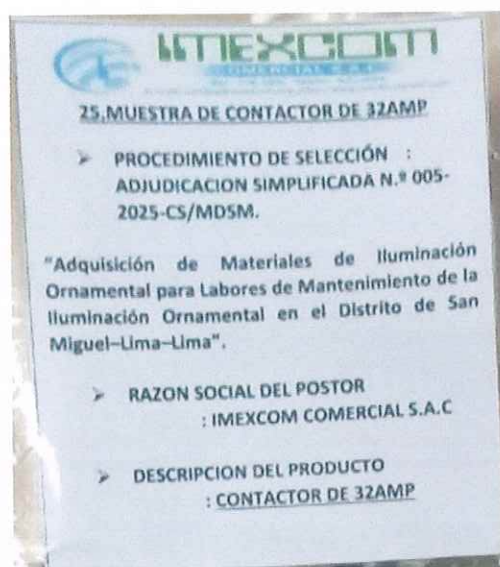 IMEXCOM
COMERCIAL S.A.C
25.MUESTRA DE CONTACTOR DE 32AMP
➤ PROCEDIMIENTO DE SELECCIÓN :
ADJUDICACION SIMPLIFICADA N.º 005-
2025-CS/MDSM.
"Adquisición de Materiales de Iluminación
Ornamental para Labores de Mantenimiento de la
Iluminación Ornamental en el Distrito de San
Miguel–Lima–Lima".
➤ RAZON SOCIAL DEL POSTOR
: IMEXCOM COMERCIAL S.A.C
➤ DESCRIPCION DEL PRODUCTO
: CONTACTOR DE 32AMP